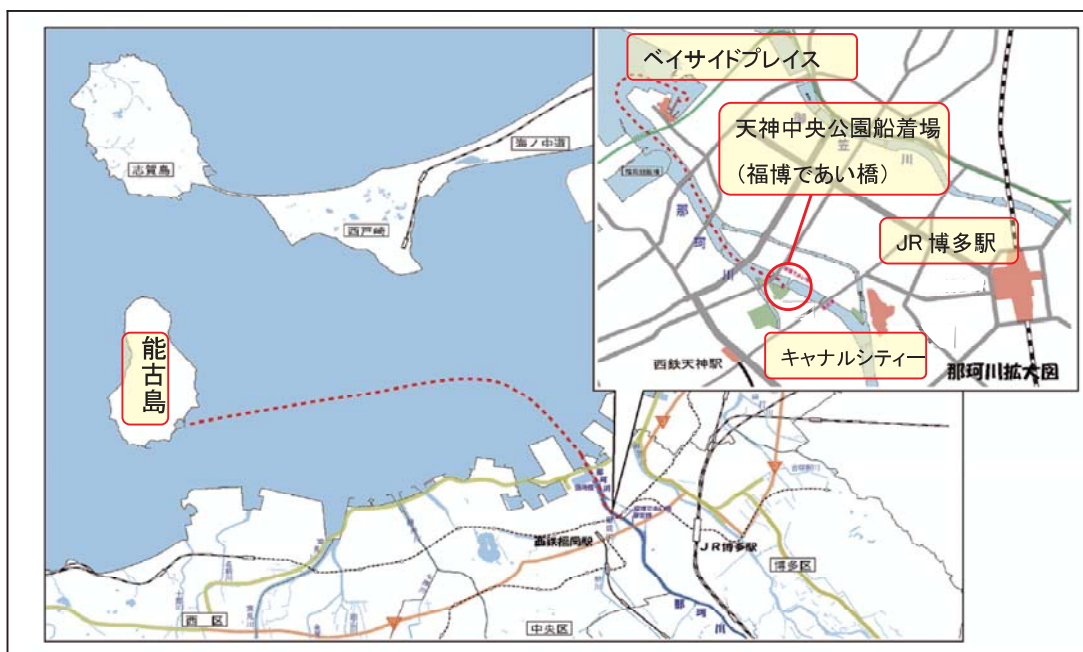 ベイサイドプレイス
天神中央公園船着場
(福博であい橋)
JR博多駅
キャナルシティー
西鉄天神駅
那珂川拡大図
那
珂
川
笠
川
志賀島
海ノ中道
西戸崎
能古島
西鉄福岡駅
JR博多駅
博多区
西 区
中央区
那
珂
川